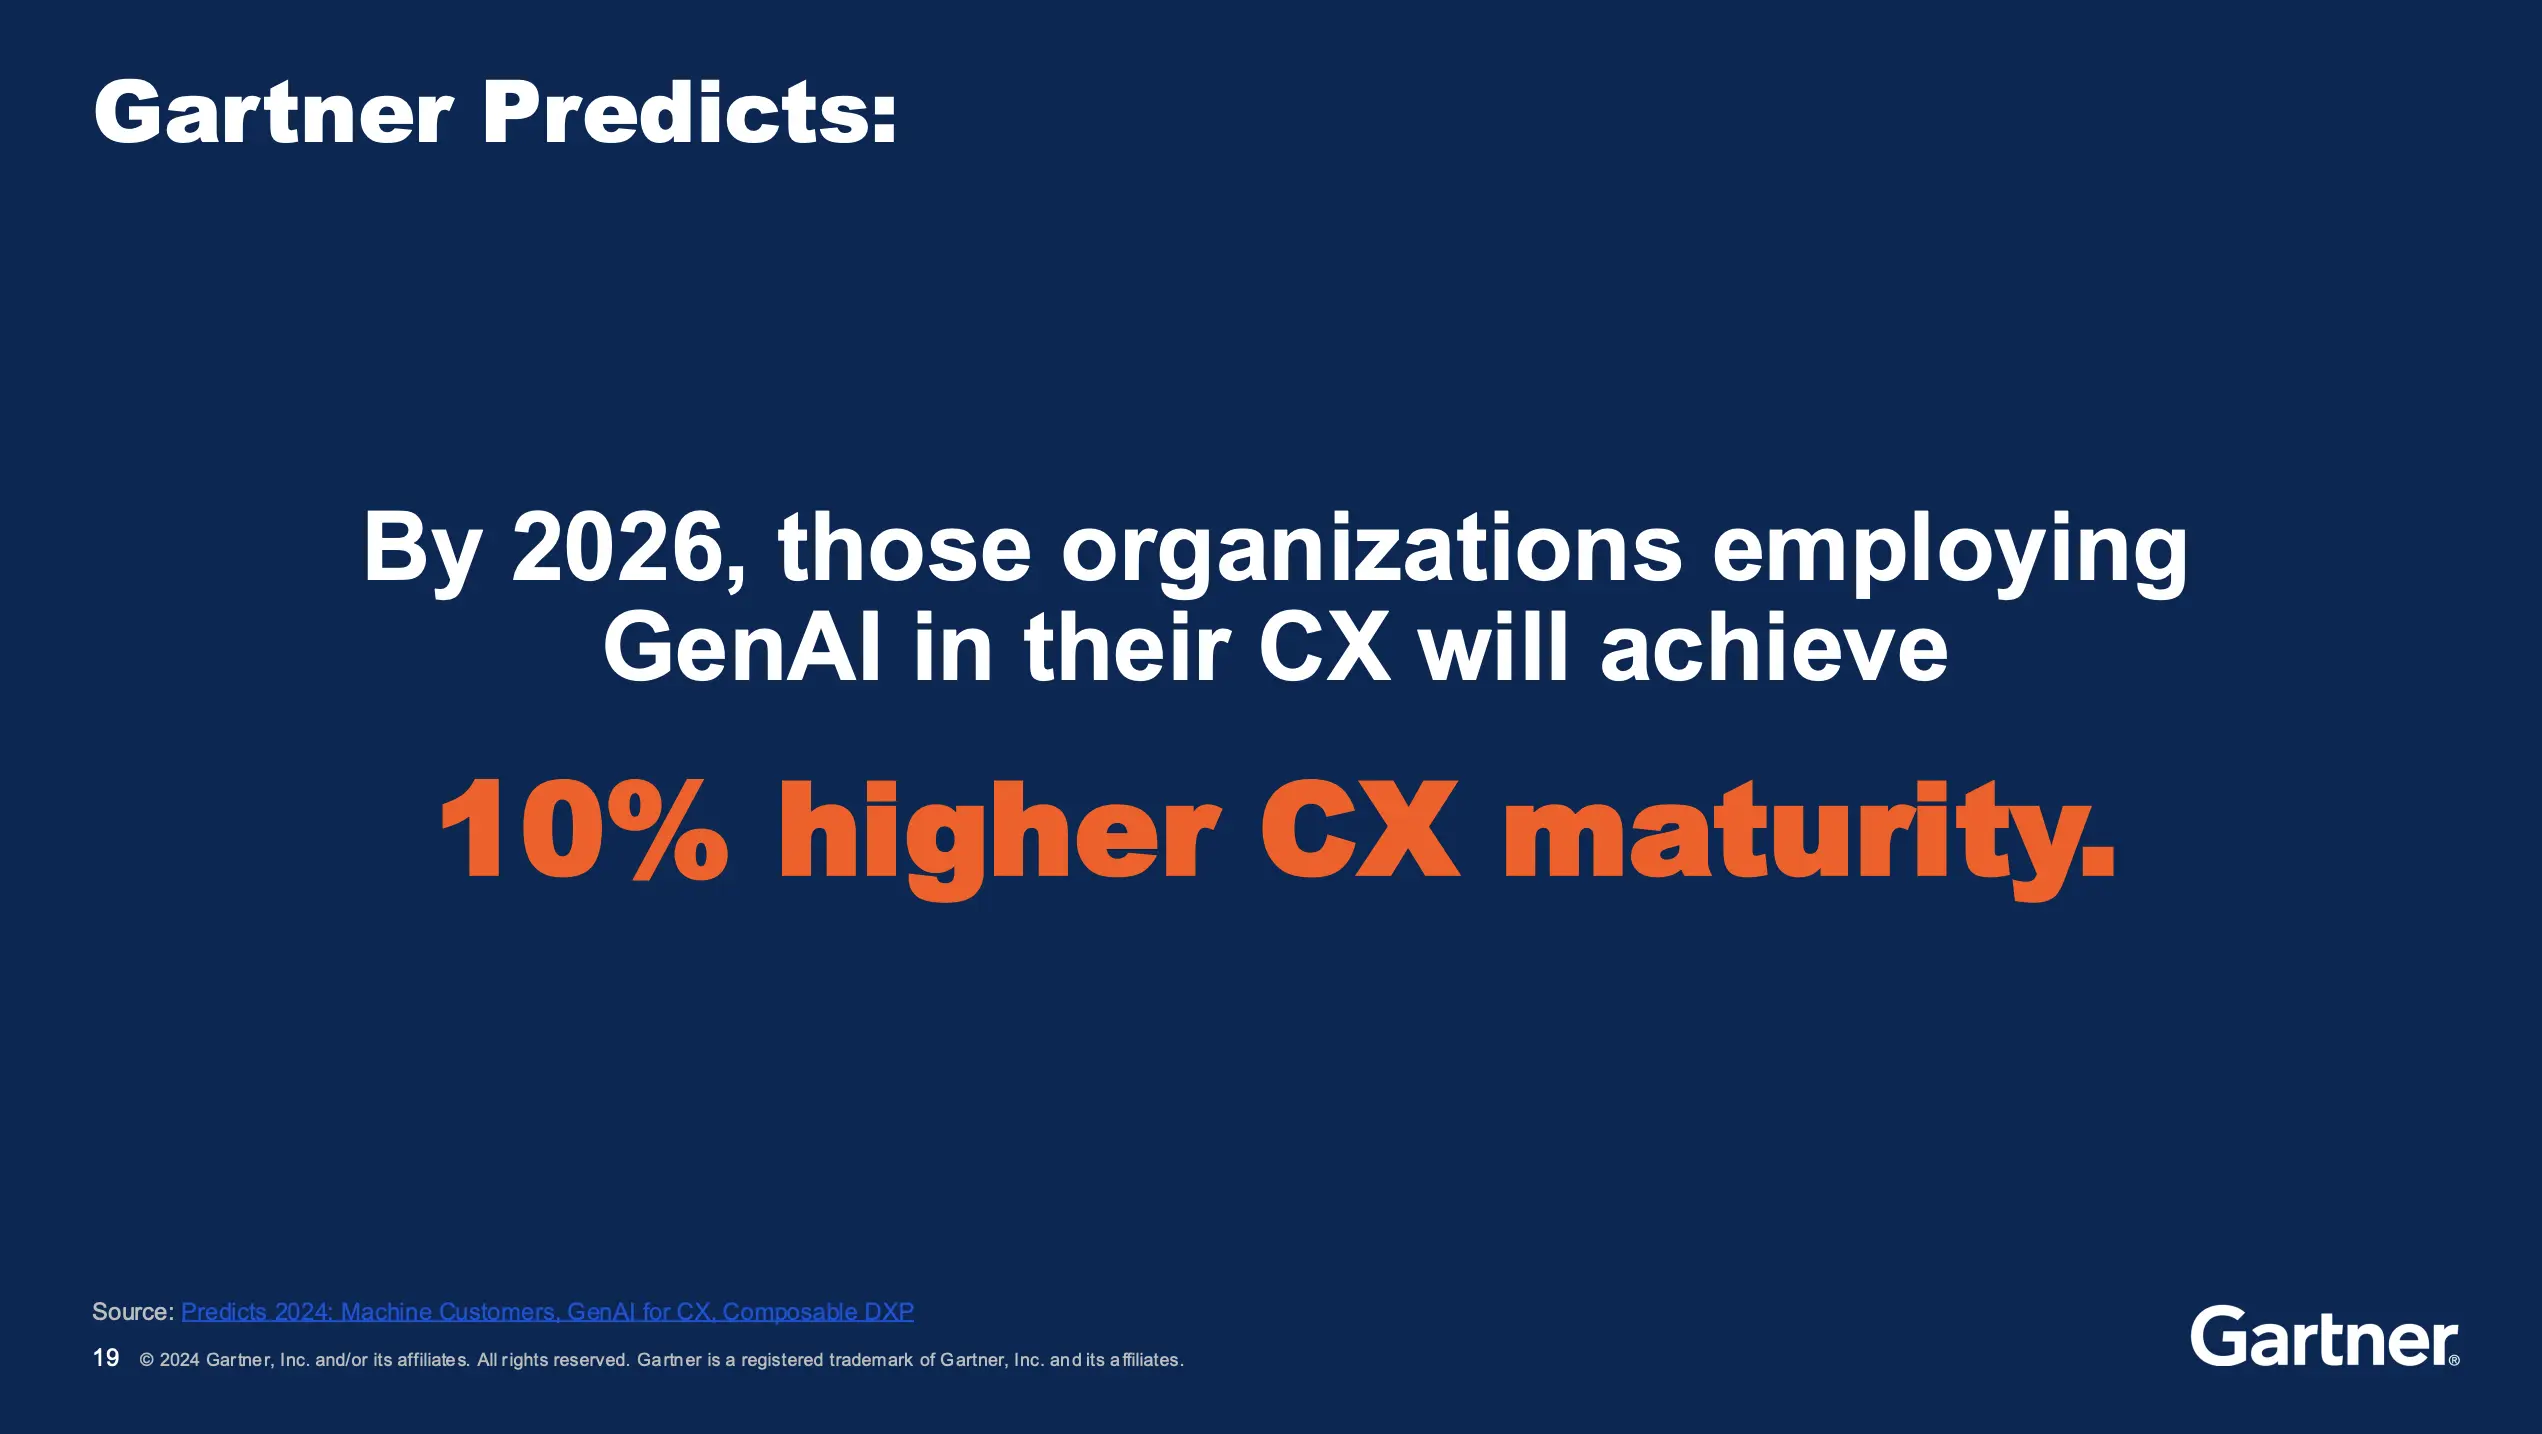 Gartner Predicts:
By 2026, those organizations employing
GenAI in their CX will achieve
10% higher CX maturity.
Source: Predicts 2024: Machine Customers, GenAI for CX, Composable DXP
19 © 2024 Gartner, Inc. and/or its affiliates. All rights reserved. Gartner is a registered trademark of Gartner, Inc. and its affiliates.
Gartner®